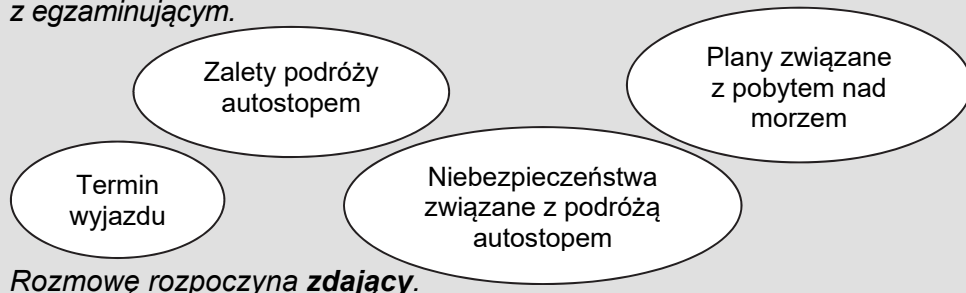 z egzaminującym.
Zalety podróży
autostopem
Plany związane
z pobytem nad
morzem
Termin
wyjazdu
Niebezpieczeństwa
związane z podróżą
autostopem
Rozmowę rozpoczyna zdający.